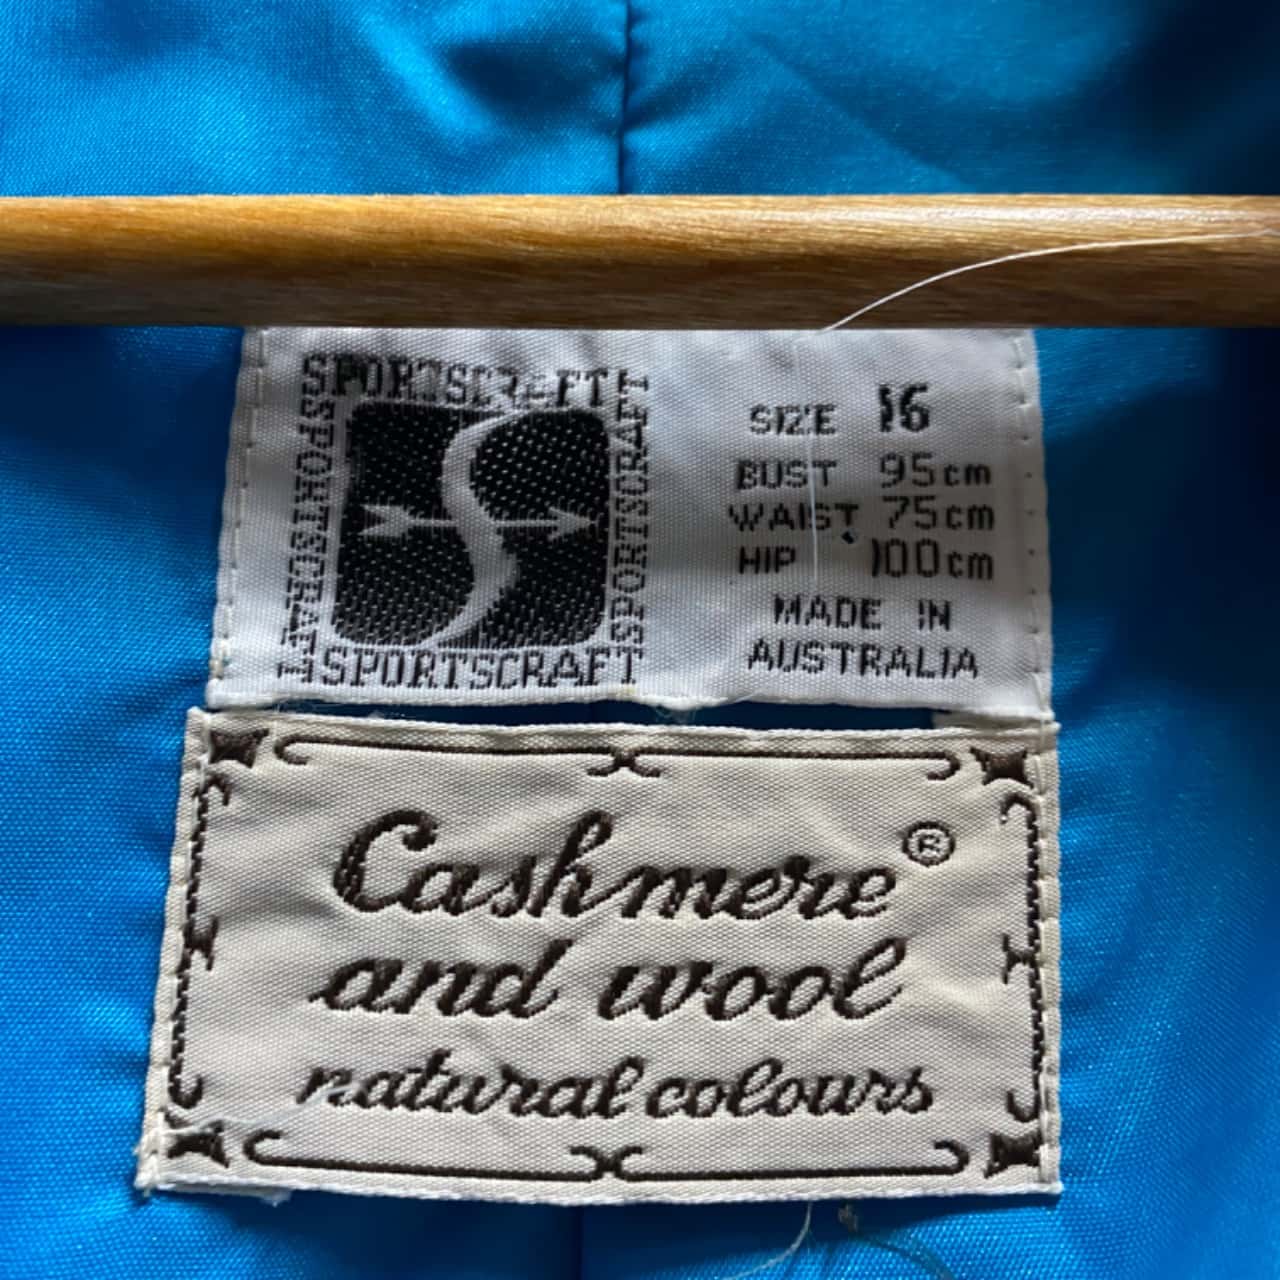 SPORTSCRAFT
SPORTSCRAFT
SPORTSCRAFT
SPORTSCRAFT
SIZE 16
BUST 95cm
WAIST 75cm
HIP 100cm
MADE IN
AUSTRALIA
Cashmere®
and wool
natural colours